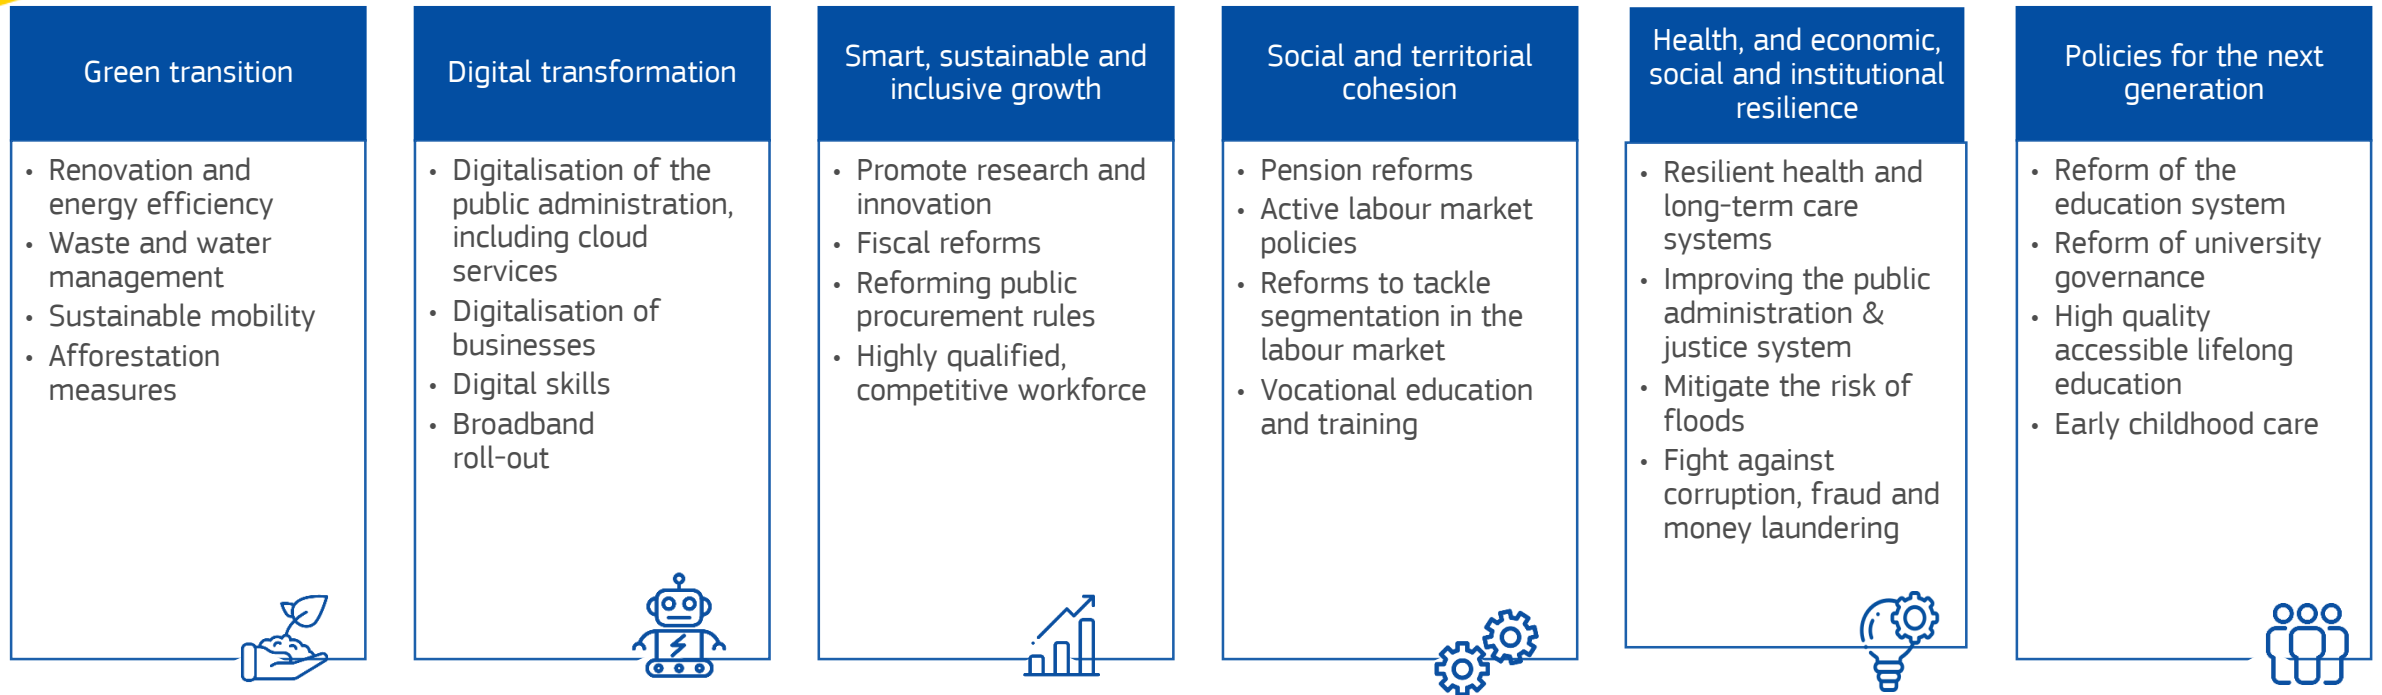 Green transition
• Renovation and
energy efficiency
• Waste and water
management
• Sustainable mobility
• Afforestation
measures
Digital transformation
• Digitalisation of the
public administration,
including cloud
services
• Digitalisation of
businesses
• Digital skills
• Broadband
roll-out
Smart, sustainable and
inclusive growth
• Promote research and
innovation
• Fiscal reforms
• Reforming public
procurement rules
• Highly qualified,
competitive workforce
Social and territorial
cohesion
• Pension reforms
• Active labour market
policies
• Reforms to tackle
segmentation in the
labour market
• Vocational education
and training
Health, and economic,
social and institutional
resilience
• Resilient health and
long-term care
systems
• Improving the public
administration &
justice system
• Mitigate the risk of
floods
• Fight against
corruption, fraud and
money laundering
Policies for the next
generation
• Reform of the
education system
• Reform of university
governance
• High quality
accessible lifelong
education
• Early childhood care